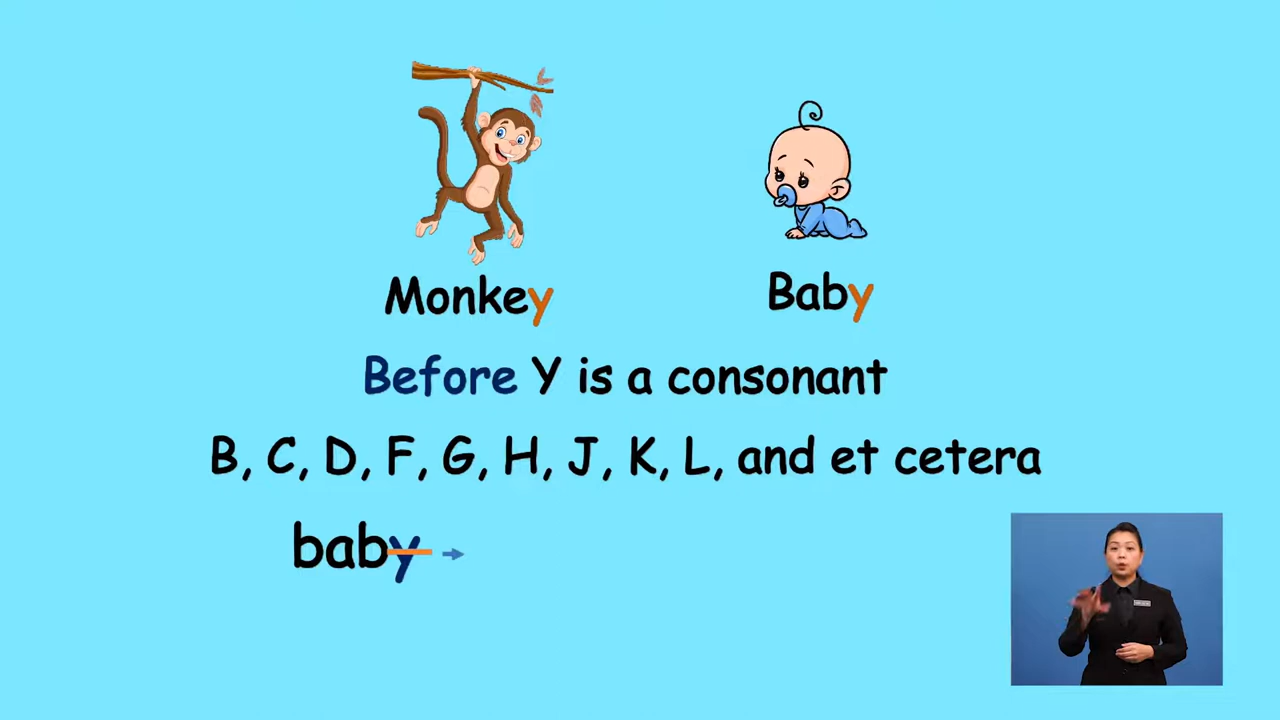 Monkey
Baby
Before Y is a consonant
B, C, D, F, G, H, J, K, L, and et cetera
baby